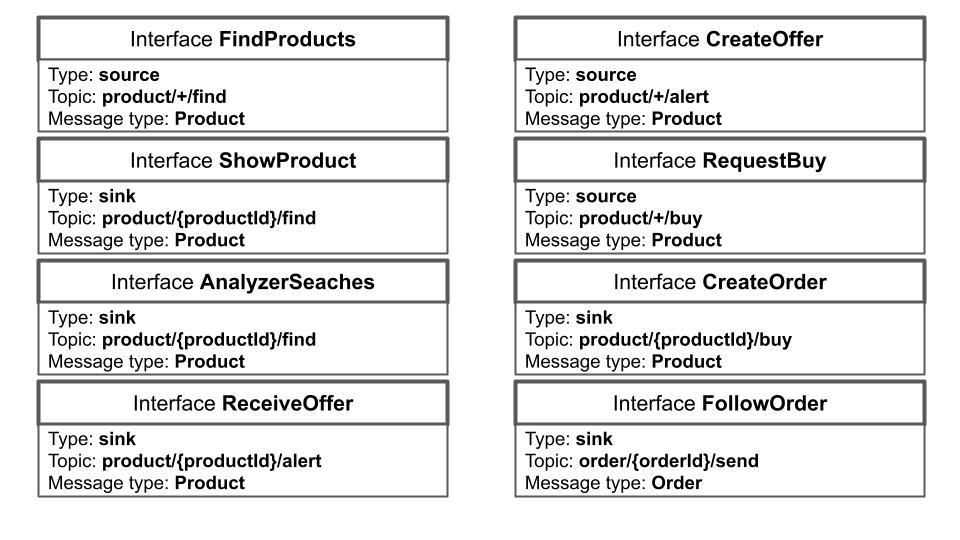 Interface FindProducts
Type: source
Topic: product/+/find
Message type: Product
Interface ShowProduct
Type: sink
Topic: product/{productId}/find
Message type: Product
Interface AnalyzerSeaches
Type: sink
Topic: product/{productId}/find
Message type: Product
Interface ReceiveOffer
Type: sink
Topic: product/{productId}/alert
Message type: Product
Interface CreateOffer
Type: source
Topic: product/+/alert
Message type: Product
Interface RequestBuy
Type: source
Topic: product/+/buy
Message type: Product
Interface CreateOrder
Type: sink
Topic: product/{productId}/buy
Message type: Product
Interface FollowOrder
Type: sink
Topic: order/{orderId}/send
Message type: Order